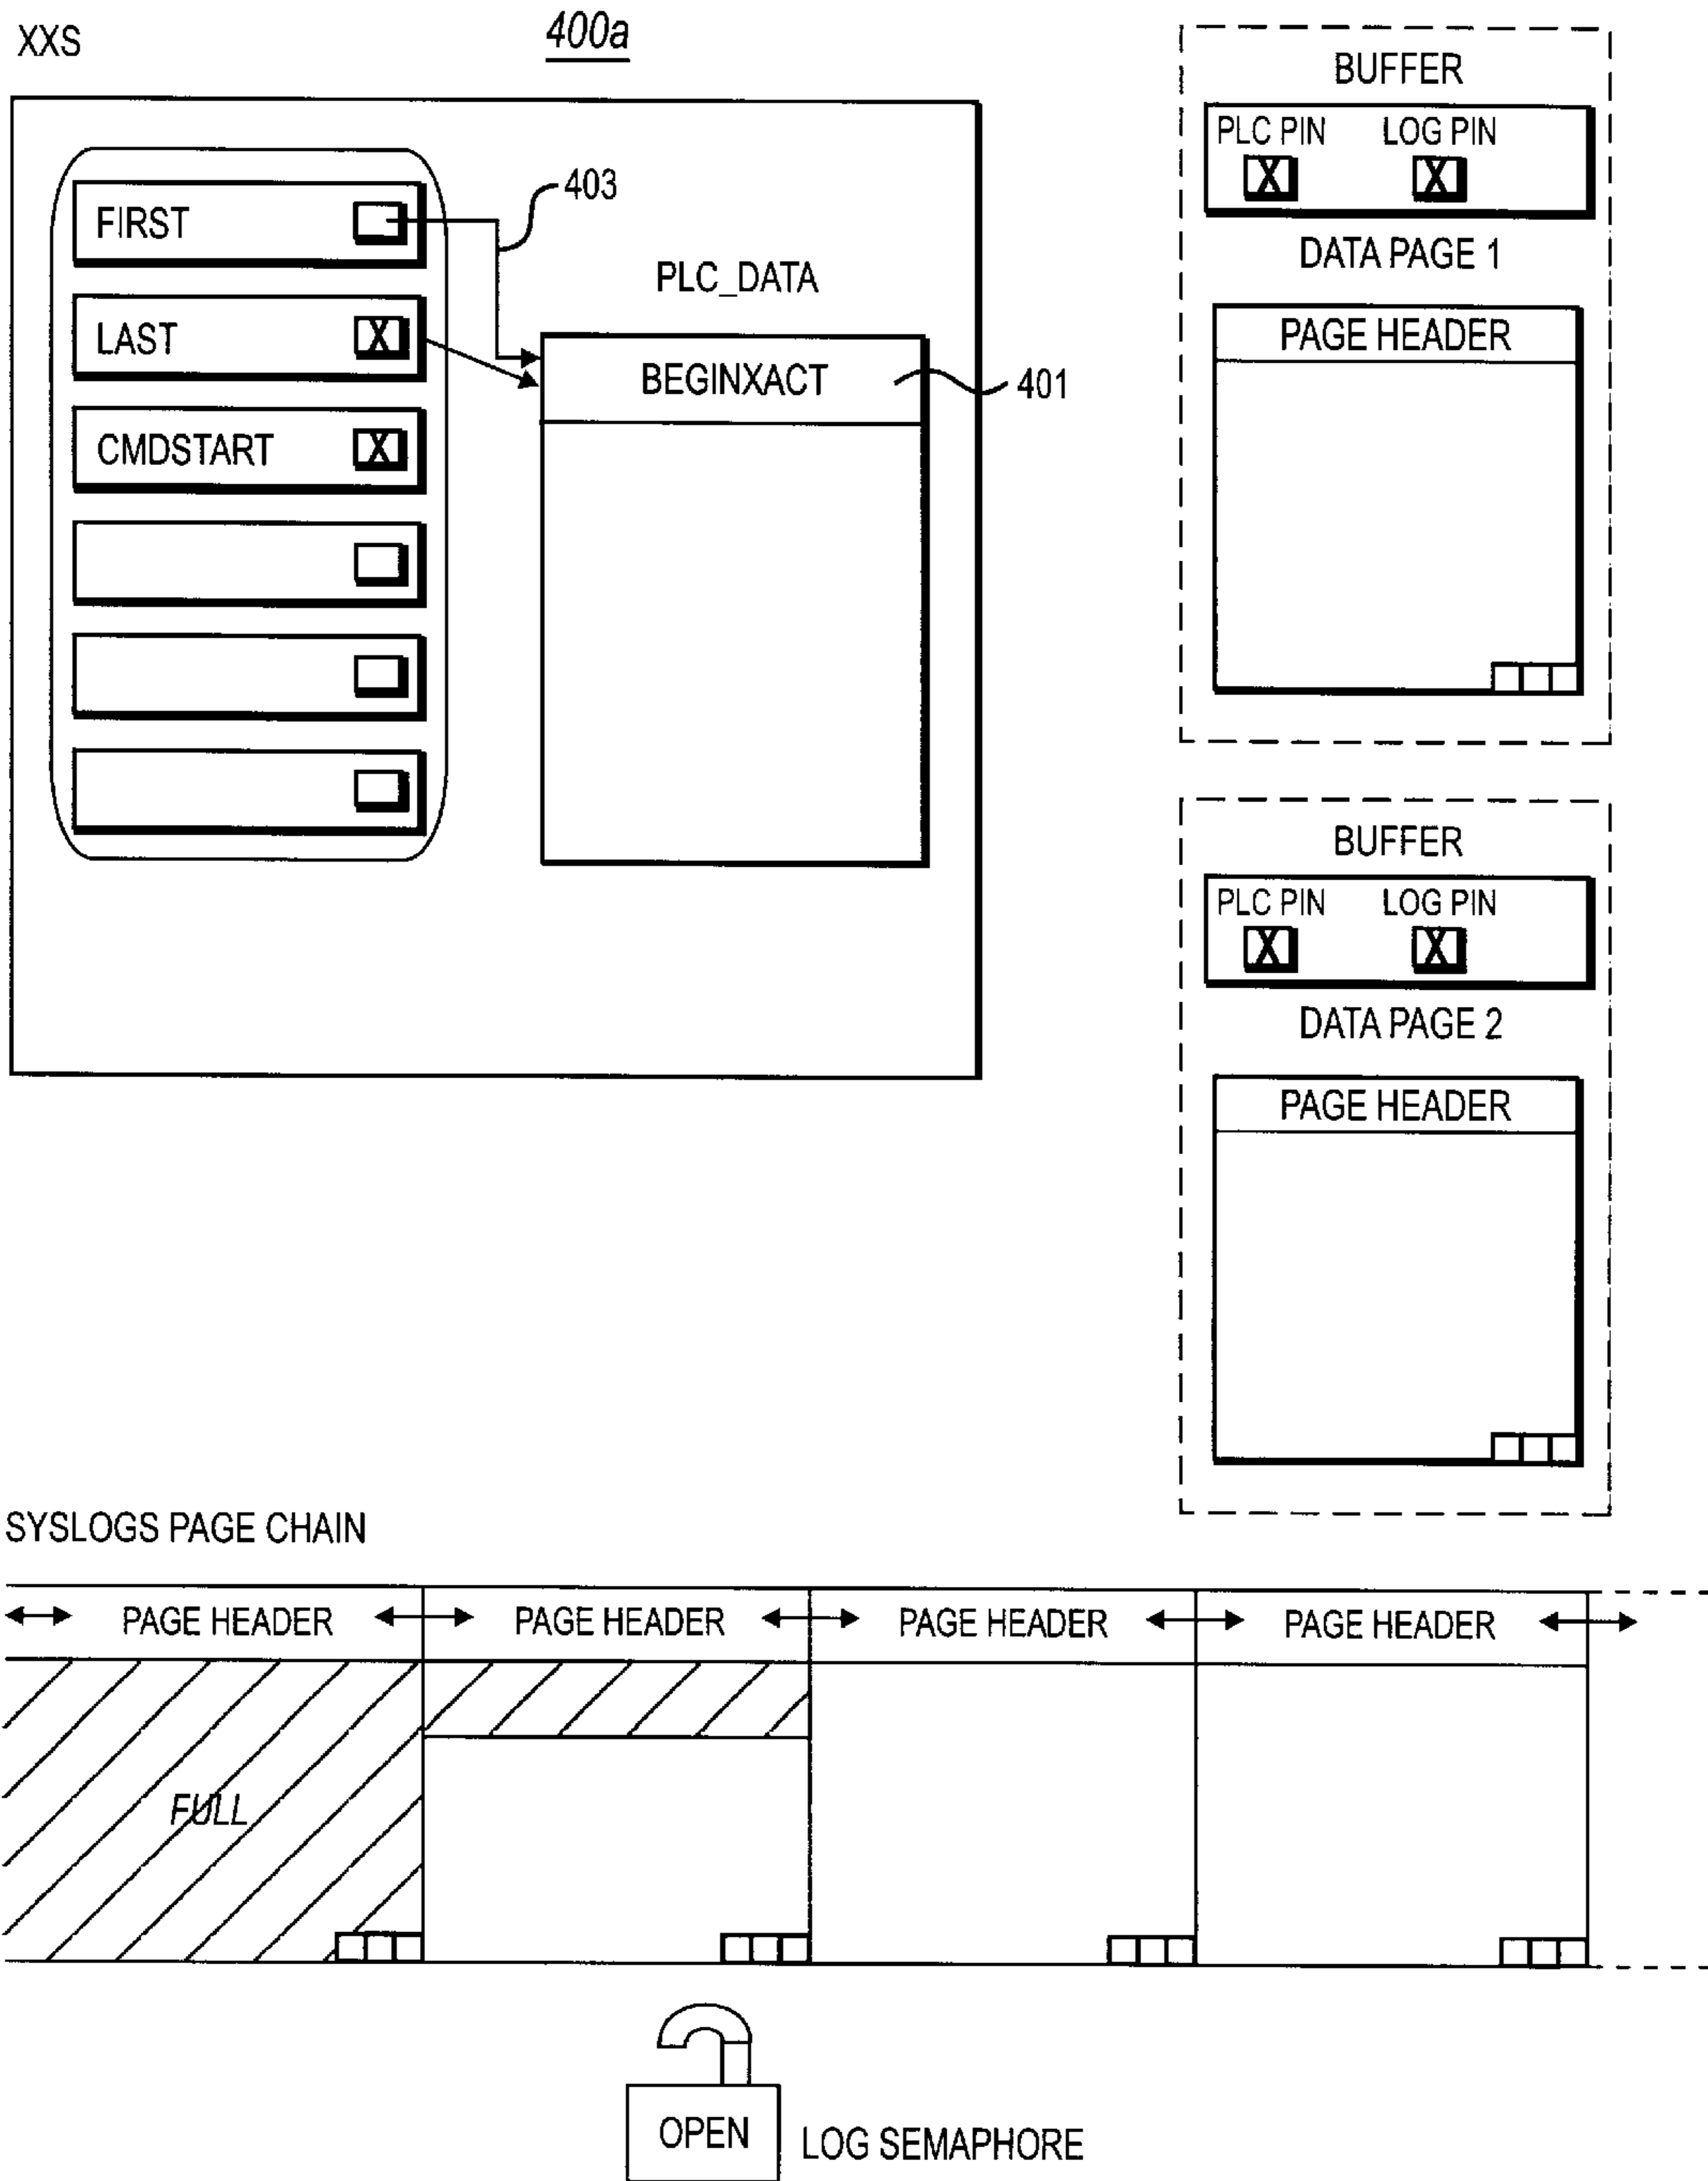 XXS
400a
FIRST
LAST X
CMDSTART X
403
PLC_DATA
BEGINXACT
401
BUFFER
PLC PIN LOG PIN
X X
DATA PAGE 1
PAGE HEADER
BUFFER
PLC PIN LOG PIN
X X
DATA PAGE 2
PAGE HEADER
SYSLOGS PAGE CHAIN
PAGE HEADER PAGE HEADER PAGE HEADER PAGE HEADER
FULL
OPEN
LOG SEMAPHORE